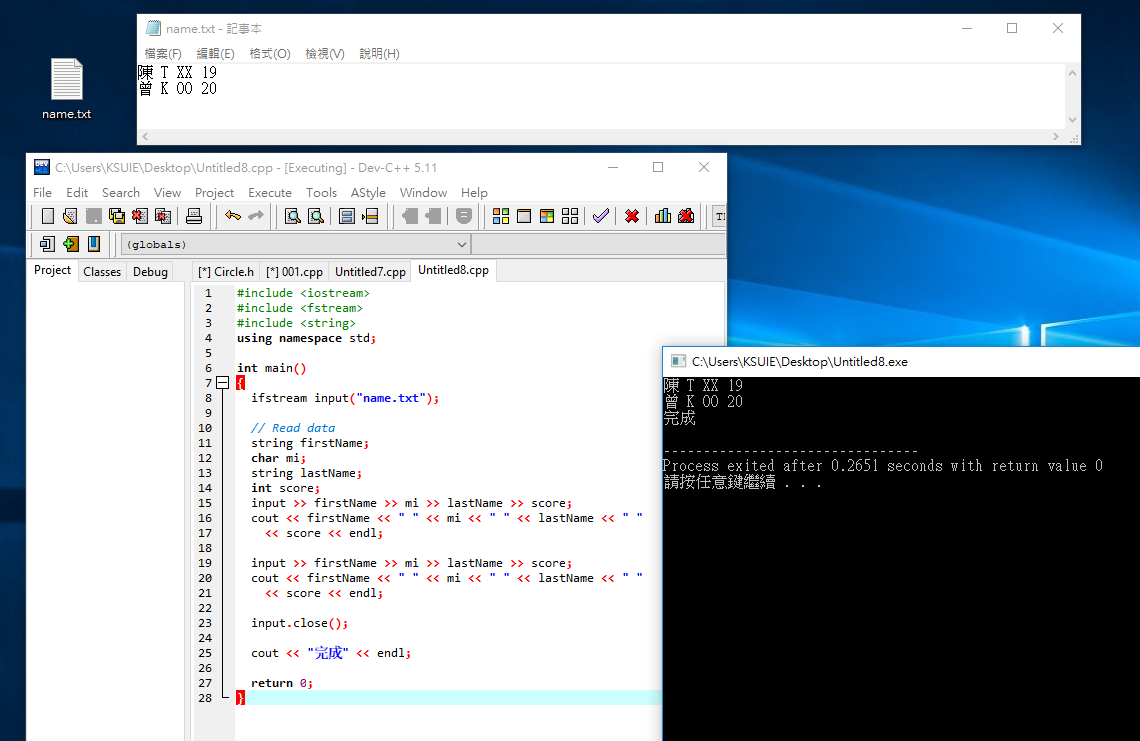 name.txt
name.txt - 記事本
檔案(F) 編輯(E) 格式(O) 檢視(V) 說明(H)
陳 T XX 19
曾 K OO 20
C:\Users\KSUIE\Desktop\Untitled8.cpp - [Executing] - Dev-C++ 5.11
File Edit Search View Project Execute Tools AStyle Window Help
(globals)
Project Classes Debug
[*] Circle.h [*] 001.cpp Untitled7.cpp Untitled8.cpp
1 #include <iostream>
2 #include <fstream>
3 #include <string>
4 using namespace std;
5
6 int main()
7 {
8 ifstream input("name.txt");
9
10 // Read data
11 string firstName;
12 char mi;
13 string lastName;
14 int score;
15 input >> firstName >> mi >> lastName >> score;
16 cout << firstName << " " << mi << " " << lastName << " "
17 << score << endl;
18
19 input >> firstName >> mi >> lastName >> score;
20 cout << firstName << " " << mi << " " << lastName << " "
21 << score << endl;
22
23 input.close();
24
25 cout << "完成" << endl;
26
27 return 0;
28 }
C:\Users\KSUIE\Desktop\Untitled8.exe
陳 T XX 19
曾 K OO 20
完成
--------------------------------
Process exited after 0.2651 seconds with return value 0
請按任意鍵繼續 . . .